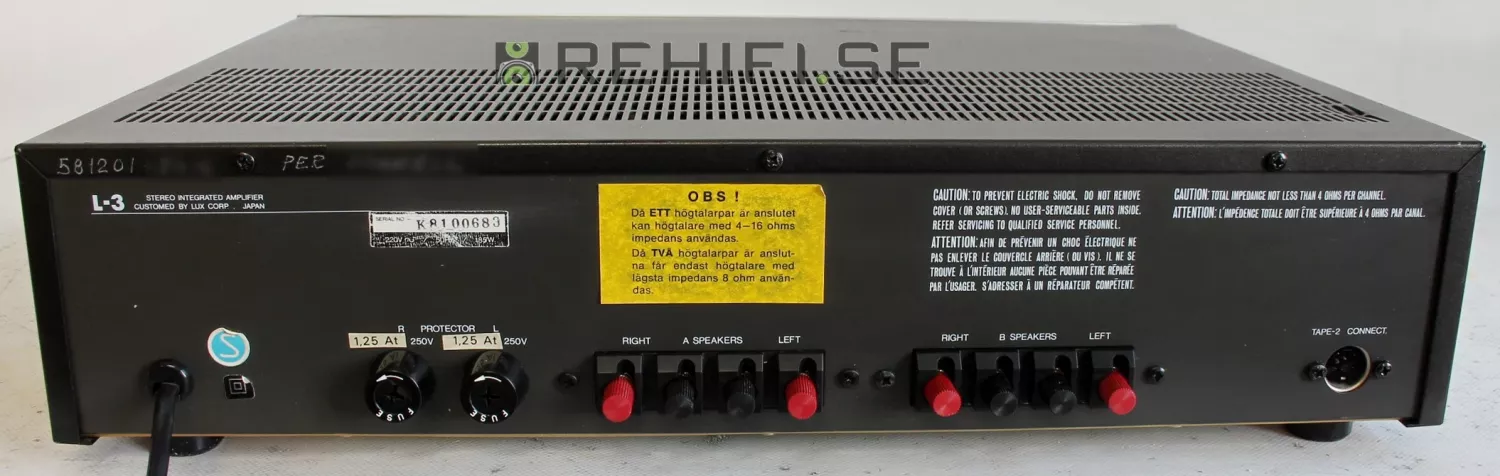 REHIFI.SE
581201 PER
L-3 STEREO INTEGRATED AMPLIFIER
CUSTOMED BY LUX CORP. JAPAN
SERIAL NO
K8100683
OBS !
Då ETT högtalarpar är anslutet
kan högtalare med 4–16 ohms
impedans användas.
Då TVÅ högtalarpar är anslut-
na får endast högtalare med
lägsta impedans 8 ohm använ-
das.
CAUTION: TO PREVENT ELECTRIC SHOCK, DO NOT REMOVE
COVER (OR SCREWS). NO USER-SERVICEABLE PARTS INSIDE.
REFER SERVICING TO QUALIFIED SERVICE PERSONNEL.
ATTENTION: AFIN DE PRÉVENIR UN CHOC ÉLECTRIQUE NE
PAS ENLEVER LE COUVERCLE ARRIÈRE (OU VIS). IL NE SE
TROUVE À L'INTÉRIEUR AUCUNE PIÈCE POUVANT ÊTRE RÉPARÉE
PAR L'USAGER. S'ADRESSER À UN RÉPARATEUR COMPÉTENT.
CAUTION: TOTAL IMPEDANCE NOT LESS THAN 4 OHMS PER CHANNEL.
ATTENTION: L'IMPÉDENCE TOTALE DOIT ÊTRE SUPÉRIEURE À 4 OHMS PAR CANAL.
S
R PROTECTOR L
1,25 At 250V 1,25 At 250V
FUSE FUSE
RIGHT A SPEAKERS LEFT
RIGHT B SPEAKERS LEFT
TAPE-2 CONNECT.